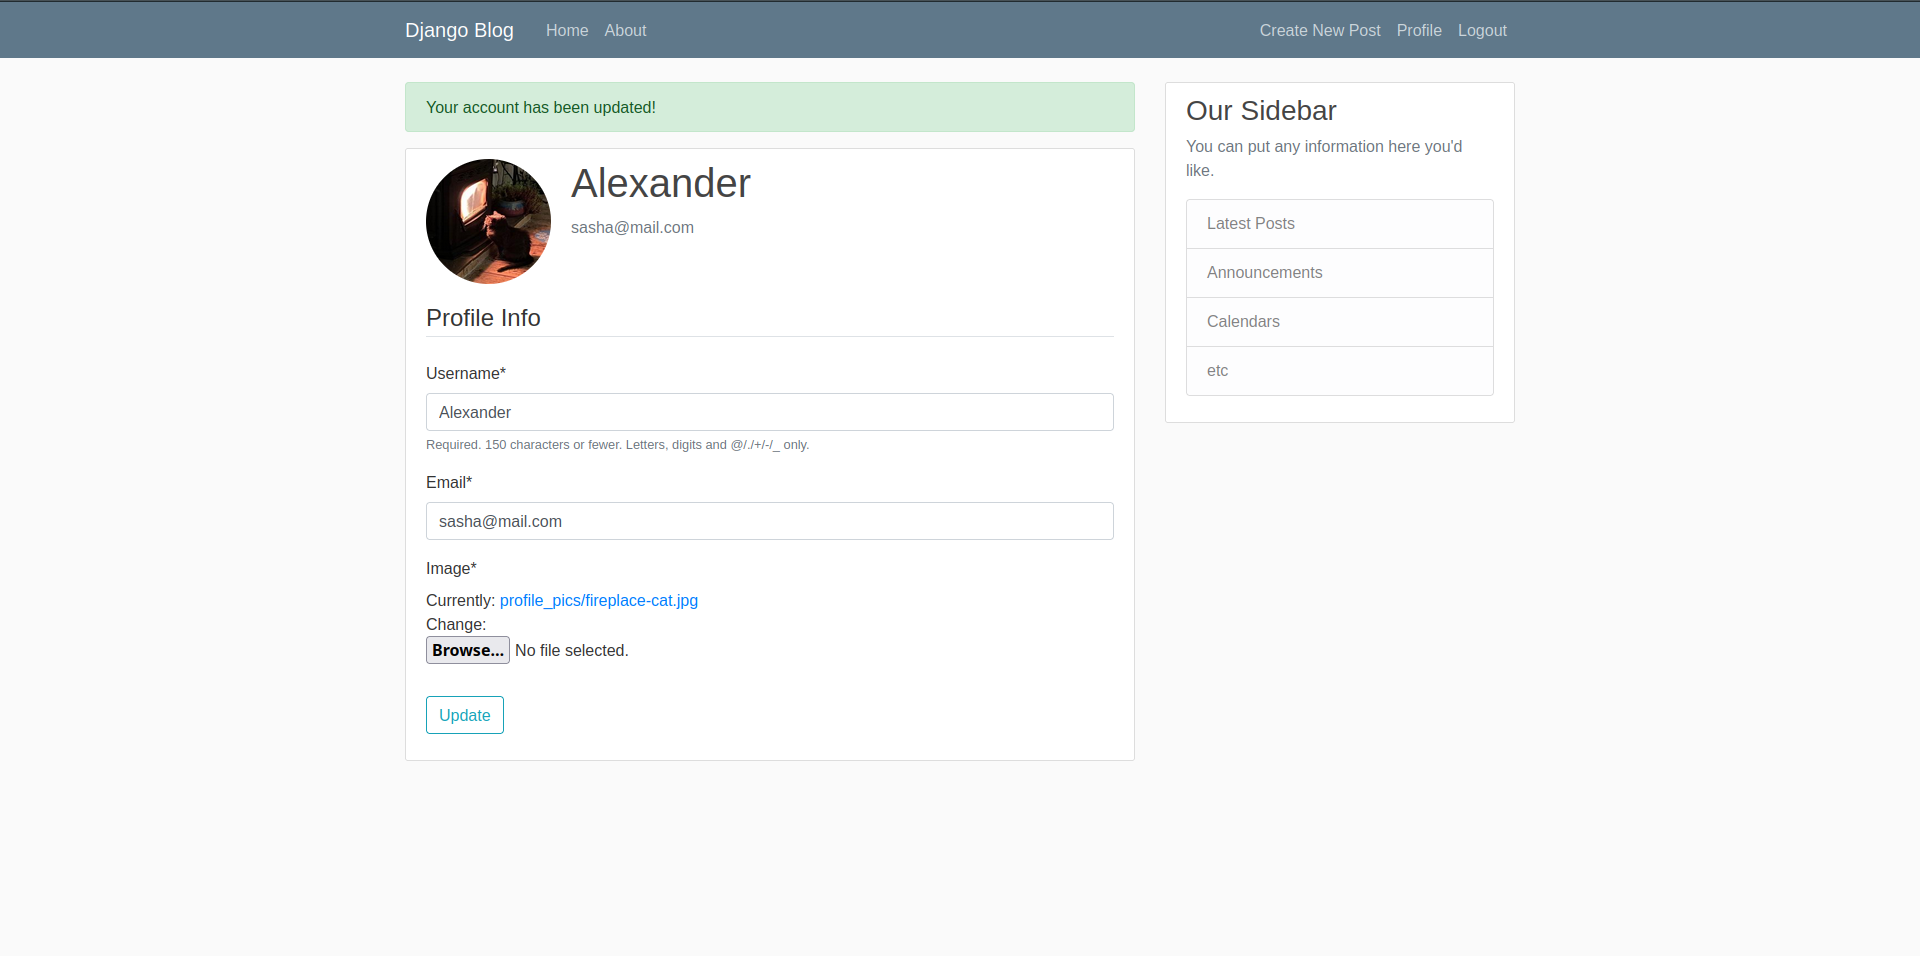 Django Blog Home About Create New Post Profile Logout
Your account has been updated!
Alexander
sasha@mail.com
Profile Info
Username*
Alexander
Required. 150 characters or fewer. Letters, digits and @/./+/-/_ only.
Email*
sasha@mail.com
Image*
Currently: profile_pics/fireplace-cat.jpg
Change:
Browse... No file selected.
Update
Our Sidebar
You can put any information here you'd
like.
Latest Posts
Announcements
Calendars
etc